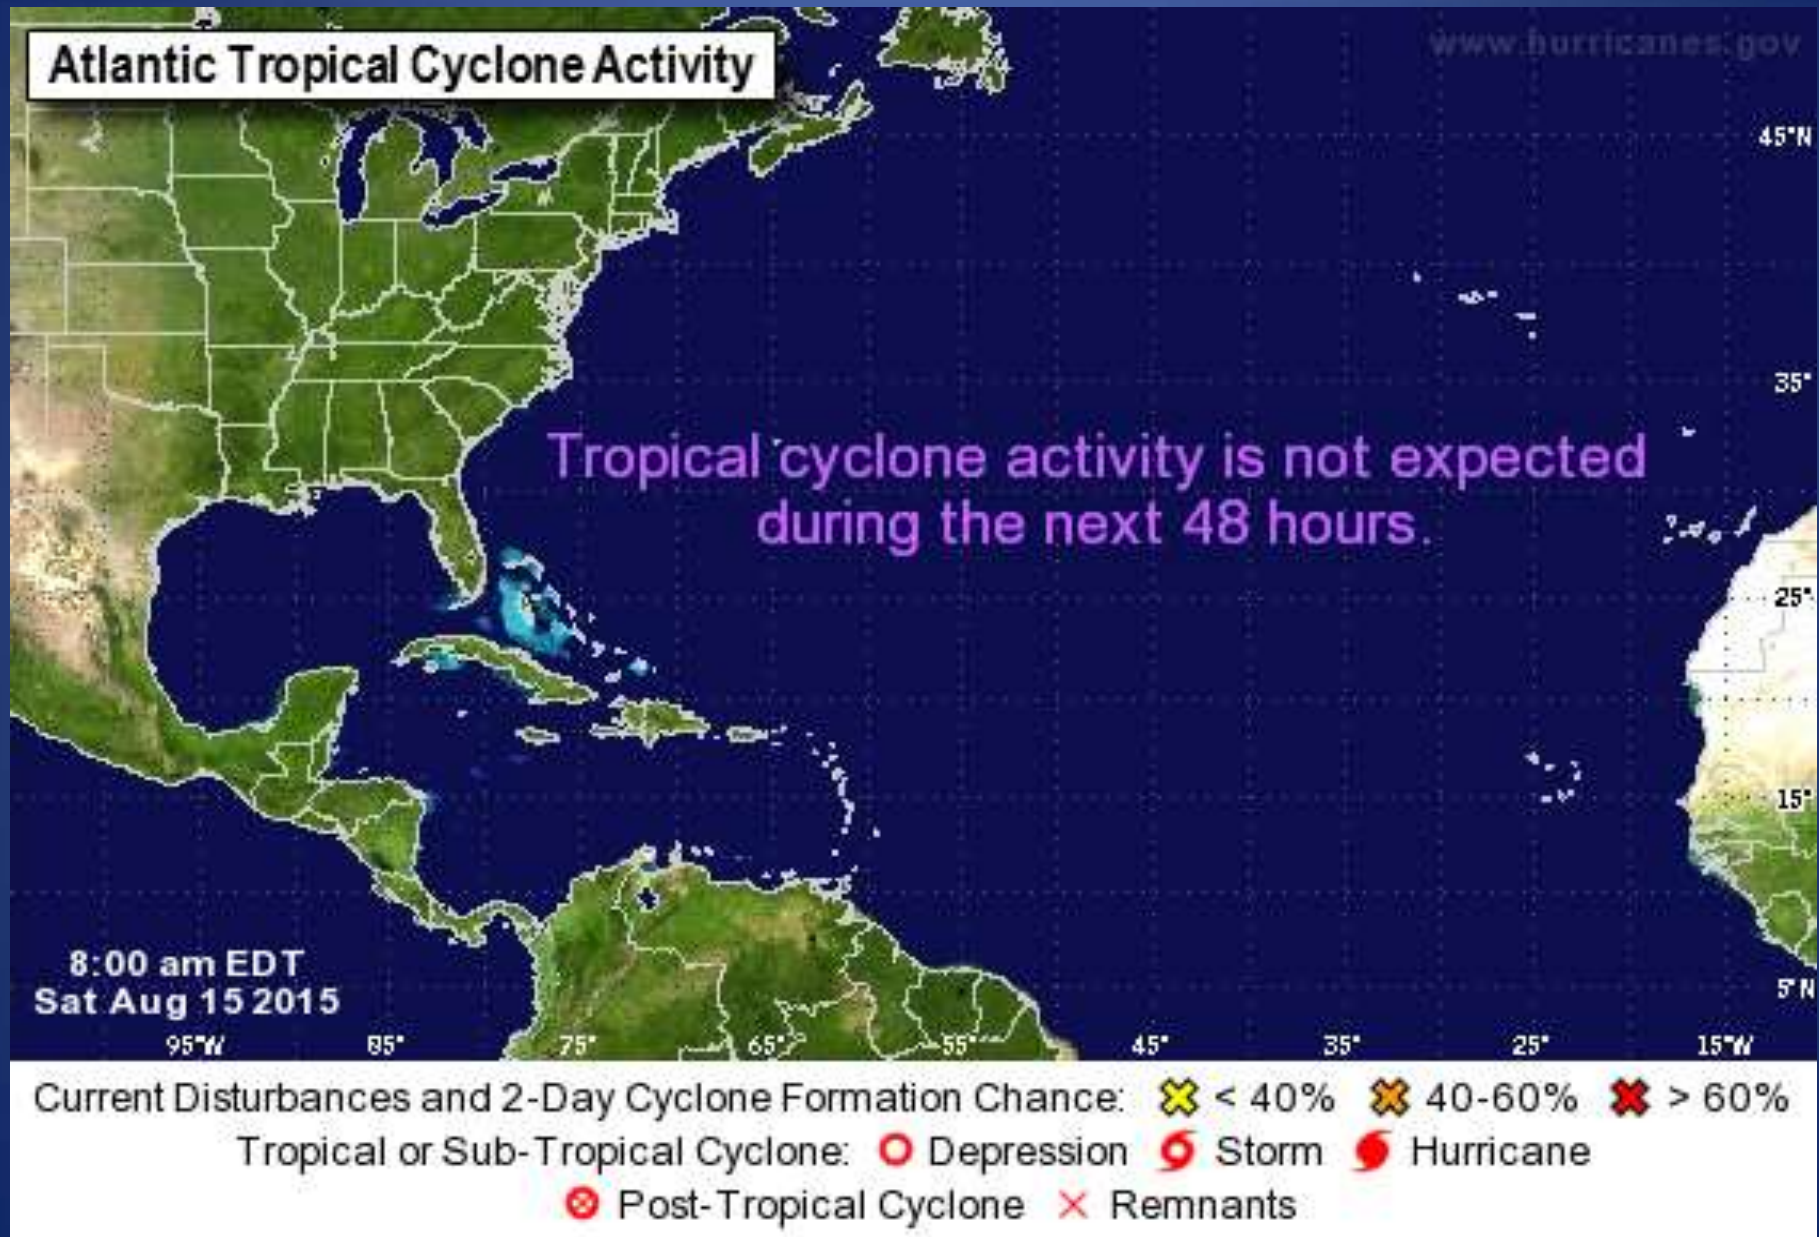 www.hurricanes.gov
Atlantic Tropical Cyclone Activity
45°N
35°
Tropical cyclone activity is not expected
during the next 48 hours.
25°
15°
8:00 am EDT
Sat Aug 15 2015
5°N
95°W 85° 75° 65° 55° 45° 35° 25° 15°W
Current Disturbances and 2-Day Cyclone Formation Chance: < 40% 40-60% > 60%
Tropical or Sub-Tropical Cyclone: Depression Storm Hurricane
Post-Tropical Cyclone Remnants